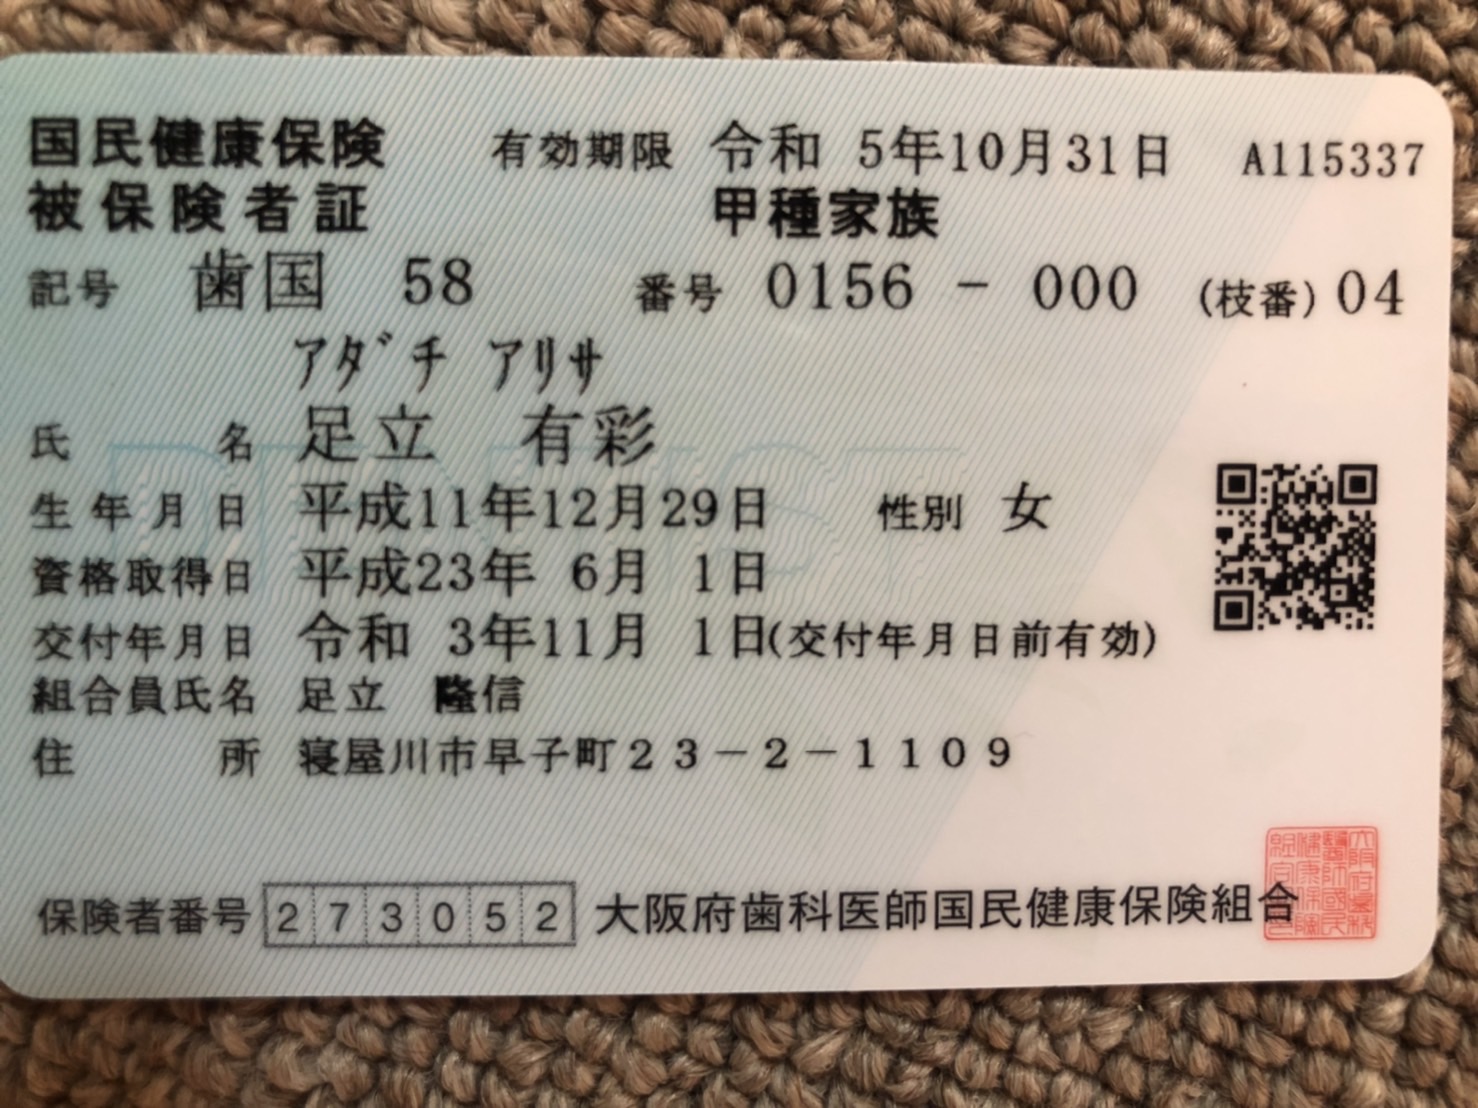 国民健康保険 有効期限 令和 5年10月31日 A115337
被保険者証 甲種家族
記号 歯国 58 番号 0156 - 000 (枝番) 04
ｱﾀﾞﾁ ｱﾘｻ
氏名 足立 有彩
生年月日 平成11年12月29日 性別 女
資格取得日 平成23年 6月 1日
交付年月日 令和 3年11月 1日(交付年月日前有効)
組合員氏名 足立 隆信
住所 寝屋川市早子町２３－２－１１０９
保険者番号 273052 大阪府歯科医師国民健康保険組合
DENTIST